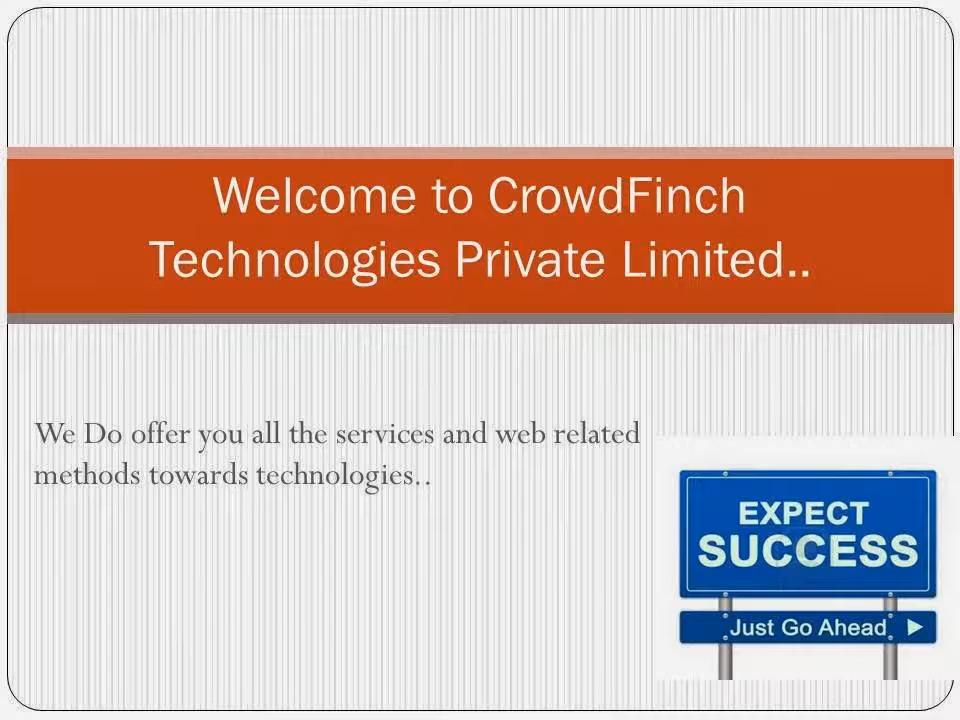 Welcome to CrowdFinch
Technologies Private Limited..
We Do offer you all the services and web related
methods towards technologies..
EXPECT
SUCCESS
Just Go Ahead